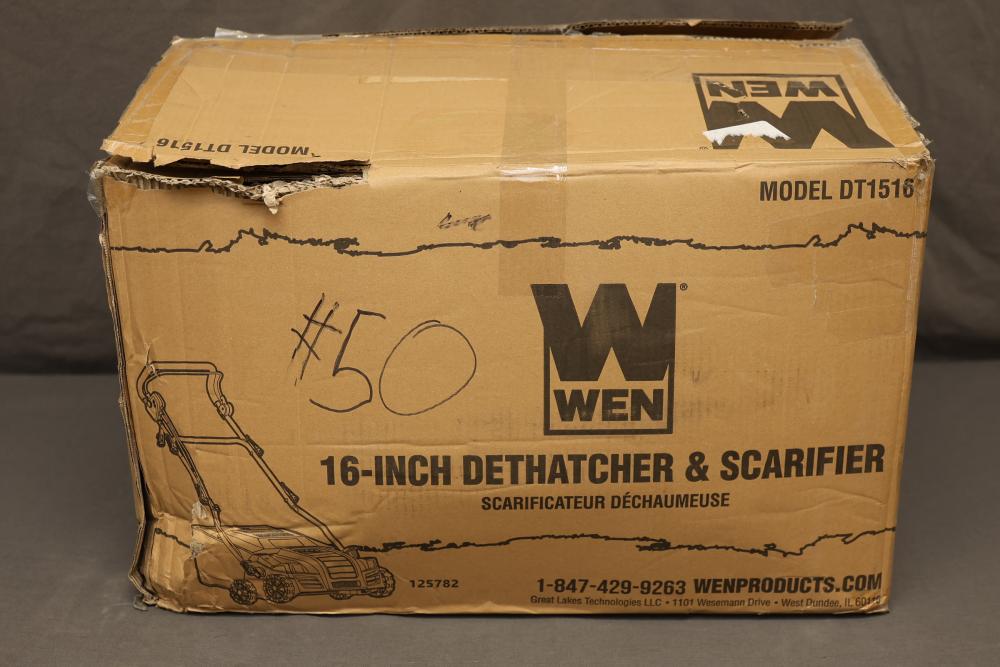 WEN
MODEL DT1516
MODEL DT1516
#50
®
WEN
16-INCH DETHATCHER & SCARIFIER
SCARIFICATEUR DÉCHAUMEUSE
125782
1-847-429-9263 WENPRODUCTS.COM
Great Lakes Technologies LLC • 1101 Wesemann Drive • West Dundee, IL